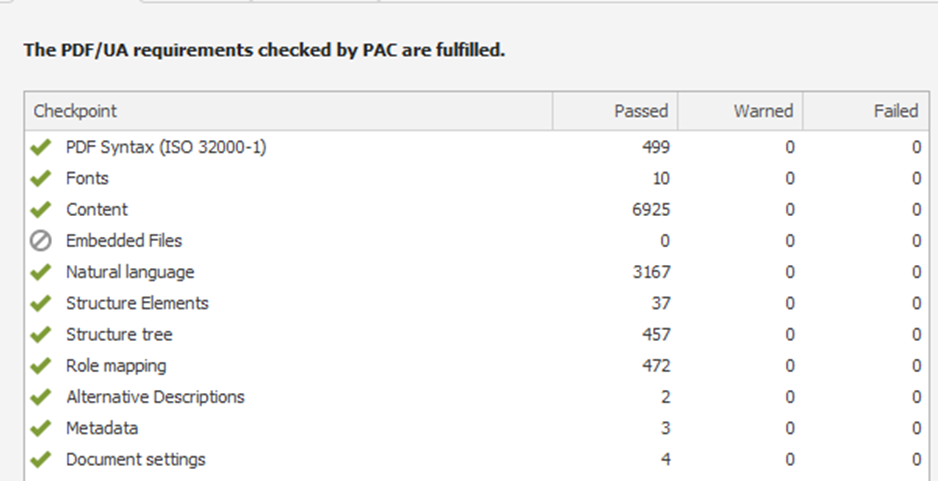 The PDF/UA requirements checked by PAC are fulfilled.
Checkpoint Passed Warned Failed
PDF Syntax (ISO 32000-1) 499 0 0
Fonts 10 0 0
Content 6925 0 0
Embedded Files 0 0 0
Natural language 3167 0 0
Structure Elements 37 0 0
Structure tree 457 0 0
Role mapping 472 0 0
Alternative Descriptions 2 0 0
Metadata 3 0 0
Document settings 4 0 0